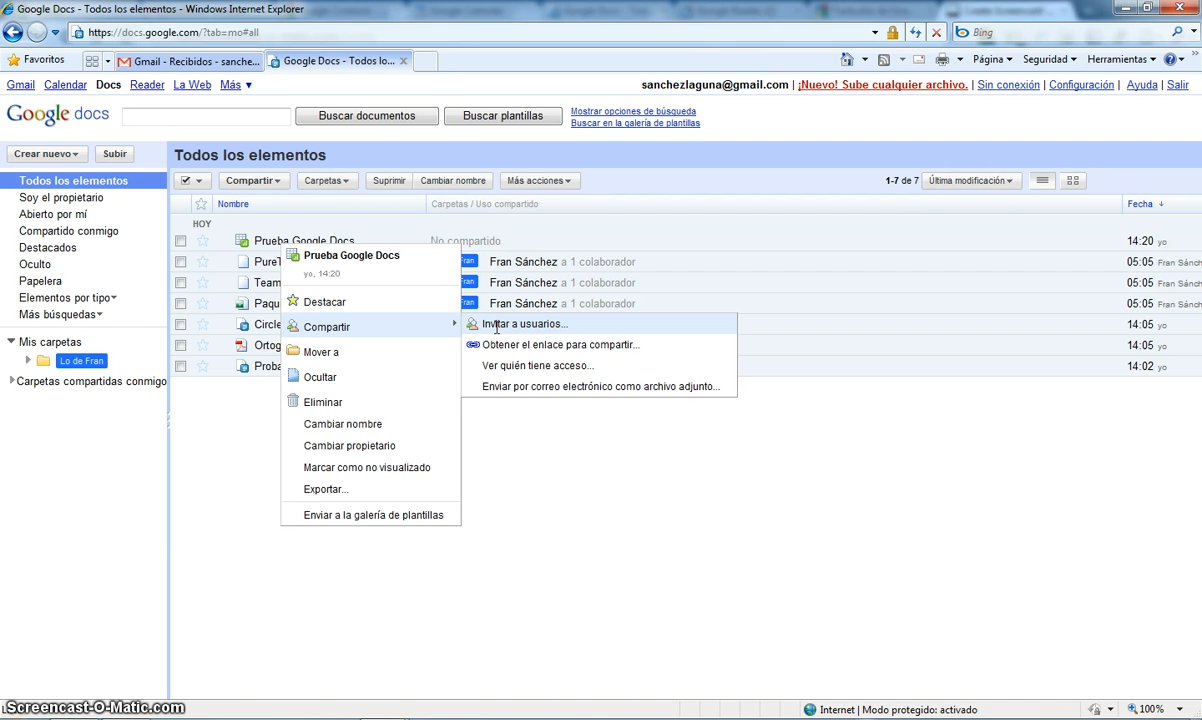 Google Docs - Todos los elementos - Windows Internet Explorer
https://docs.google.com/?tab=mo#all
Bing
Favoritos
Gmail - Recibidos - sanche...
Google Docs - Todos lo...
Página
Seguridad
Herramientas
Gmail Calendar Docs Reader La Web Más ▼
sanchezlaguna@gmail.com | ¡Nuevo! Sube cualquier archivo. | Sin conexión | Configuración | Ayuda | Salir
Google docs
Buscar documentos
Buscar plantillas
Mostrar opciones de búsqueda
Buscar en la galería de plantillas
Crear nuevo
Subir
Todos los elementos
Todos los elementos
Soy el propietario
Abierto por mí
Compartido conmigo
Destacados
Oculto
Papelera
Elementos por tipo
Más búsquedas
Mis carpetas
Lo de Fran
Carpetas compartidas conmigo
Compartir
Carpetas
Suprimir
Cambiar nombre
Más acciones
1-7 de 7
Última modificación
Nombre
Carpetas / Uso compartido
Fecha
HOY
Prueba Google Docs No compartido 14:20 yo
Fran Fran Sánchez a 1 colaborador 05:05
Team Fran Fran Sánchez a 1 colaborador 05:05
Fran Fran Sánchez a 1 colaborador 05:05
Circle 14:05 yo
Ortog 14:05 yo
Proba 14:02 yo
Prueba Google Docs
yo, 14:20
Destacar
Compartir
Mover a
Ocultar
Eliminar
Cambiar nombre
Cambiar propietario
Marcar como no visualizado
Exportar...
Enviar a la galería de plantillas
Invitar a usuarios...
Obtener el enlace para compartir...
Ver quién tiene acceso...
Enviar por correo electrónico como archivo adjunto...
Screencast-O-Matic.com
Internet | Modo protegido: activado
100%